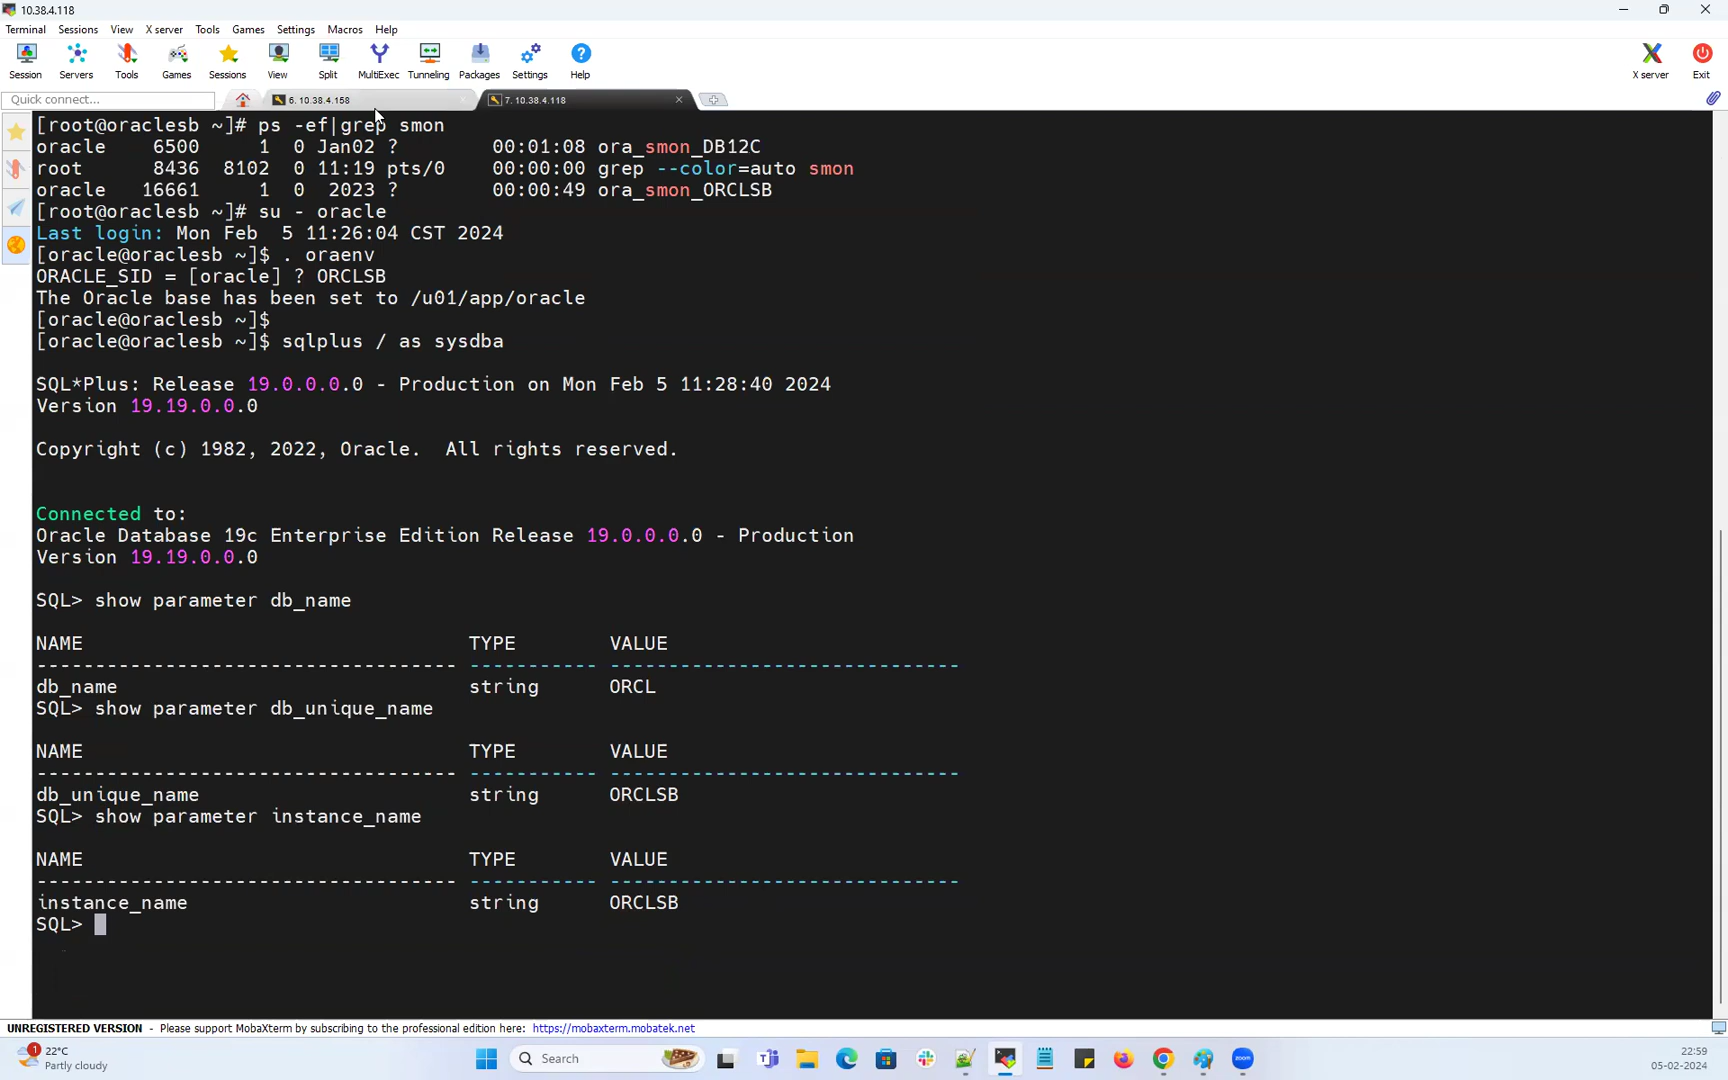 10.38.4.118
Terminal Sessions View X server Tools Games Settings Macros Help
Session Servers Tools Games Sessions View Split MultiExec Tunneling Packages Settings Help X server Exit
Quick connect... 6. 10.38.4.158 7. 10.38.4.118
[root@oraclesb ~]# ps -ef|grep smon
oracle 6500 1 0 Jan02 ? 00:01:08 ora_smon_DB12C
root 8436 8102 0 11:19 pts/0 00:00:00 grep --color=auto smon
oracle 16661 1 0 2023 ? 00:00:49 ora_smon_ORCLSB
[root@oraclesb ~]# su - oracle
Last login: Mon Feb 5 11:26:04 CST 2024
[oracle@oraclesb ~]$ . oraenv
ORACLE_SID = [oracle] ? ORCLSB
The Oracle base has been set to /u01/app/oracle
[oracle@oraclesb ~]$
[oracle@oraclesb ~]$ sqlplus / as sysdba
SQL*Plus: Release 19.0.0.0.0 - Production on Mon Feb 5 11:28:40 2024
Version 19.19.0.0.0
Copyright (c) 1982, 2022, Oracle. All rights reserved.
Connected to:
Oracle Database 19c Enterprise Edition Release 19.0.0.0.0 - Production
Version 19.19.0.0.0
SQL> show parameter db_name
NAME TYPE VALUE
------------------------------------ ----------- ------------------------------
db_name string ORCL
SQL> show parameter db_unique_name
NAME TYPE VALUE
------------------------------------ ----------- ------------------------------
db_unique_name string ORCLSB
SQL> show parameter instance_name
NAME TYPE VALUE
------------------------------------ ----------- ------------------------------
instance_name string ORCLSB
SQL>
UNREGISTERED VERSION - Please support MobaXterm by subscribing to the professional edition here: https://mobaxterm.mobatek.net
1 22°C
Partly cloudy
Search
zoom
22:59
05-02-2024